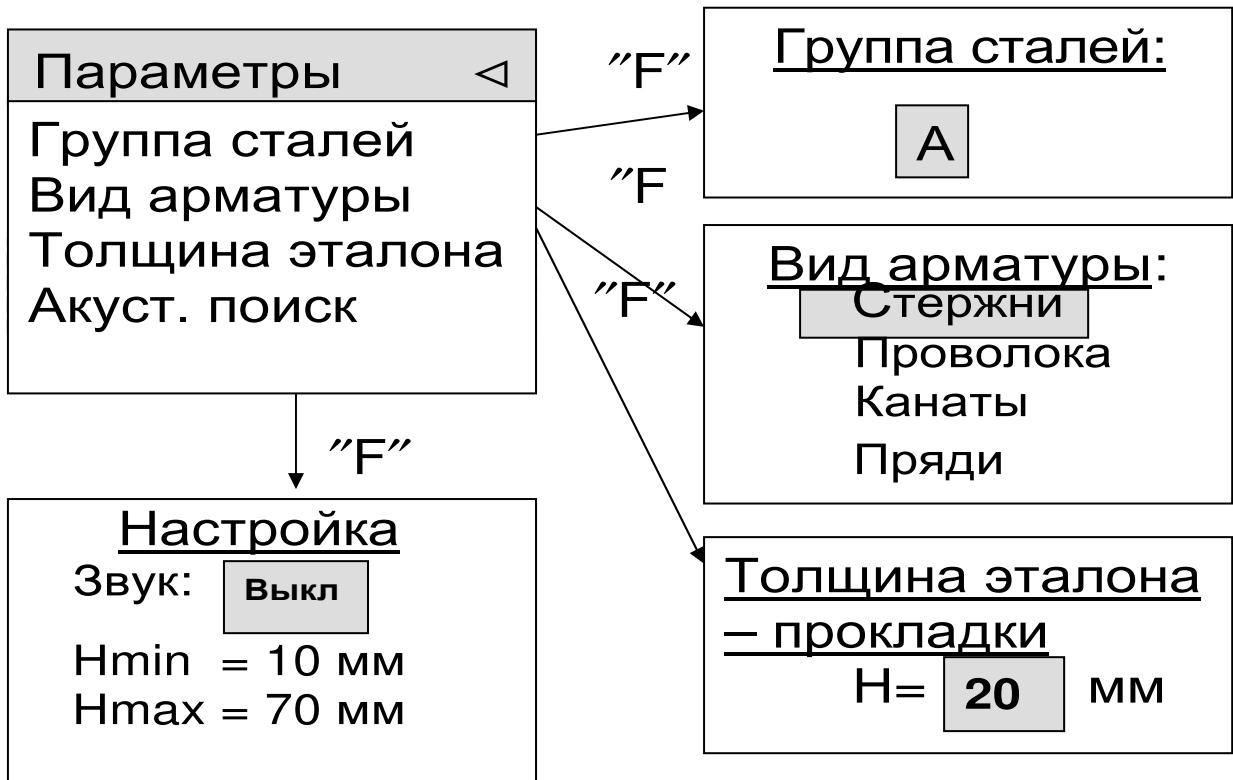 Параметры ◁
Группа сталей
Вид арматуры
Толщина эталона
Акуст. поиск
″F″
″F
″F″
″F″
Группа сталей:
А
Вид арматуры:
Стержни
Проволока
Канаты
Пряди
Толщина эталона
– прокладки
H= 20 мм
Настройка
Звук: Выкл
Hmin = 10 мм
Hmax = 70 мм